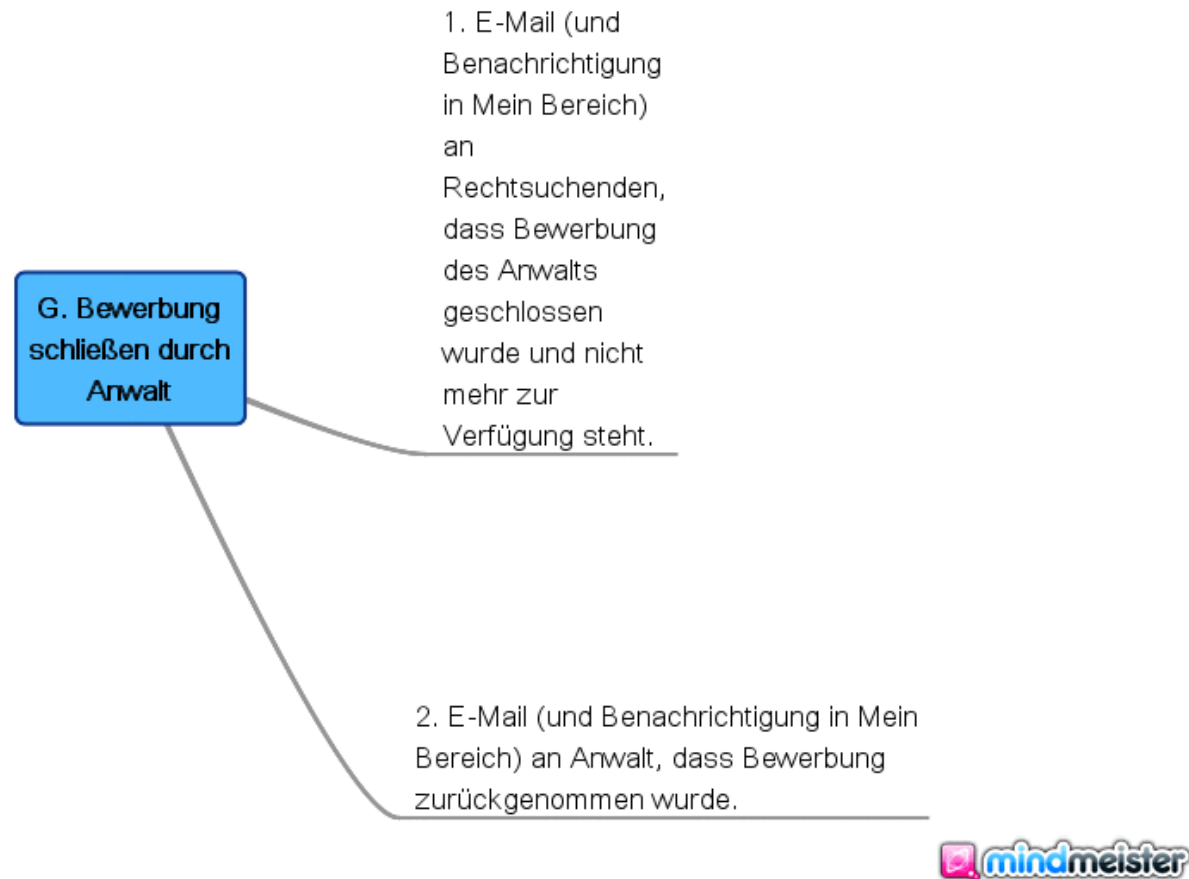 1. E-Mail (und
Benachrichtigung
in Mein Bereich)
an
Rechtsuchenden,
dass Bewerbung
des Anwalts
geschlossen
wurde und nicht
mehr zur
Verfügung steht.
G. Bewerbung
schließen durch
Anwalt
2. E-Mail (und Benachrichtigung in Mein
Bereich) an Anwalt, dass Bewerbung
zurückgenommen wurde.
mindmeister